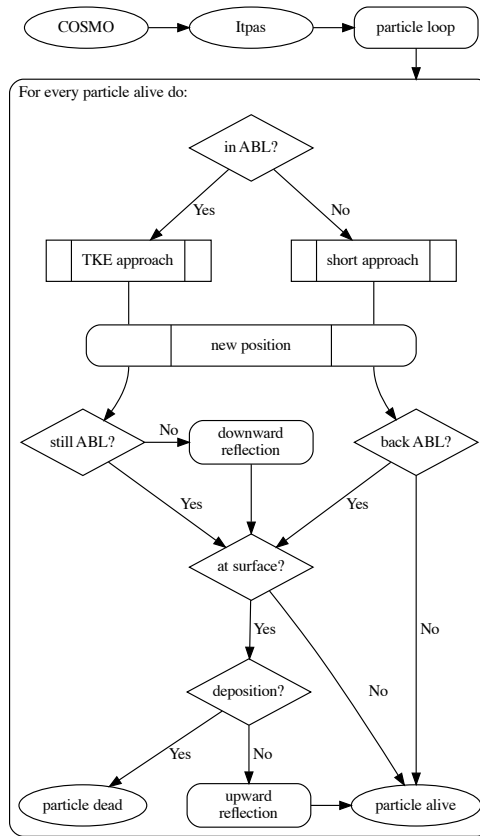 COSMO
Itpas
particle loop
For every particle alive do:
in ABL?
Yes
No
TKE approach
short approach
new position
still ABL?
No
downward
reflection
back ABL?
Yes
Yes
at surface?
Yes
No
No
deposition?
Yes
No
particle dead
upward
reflection
particle alive